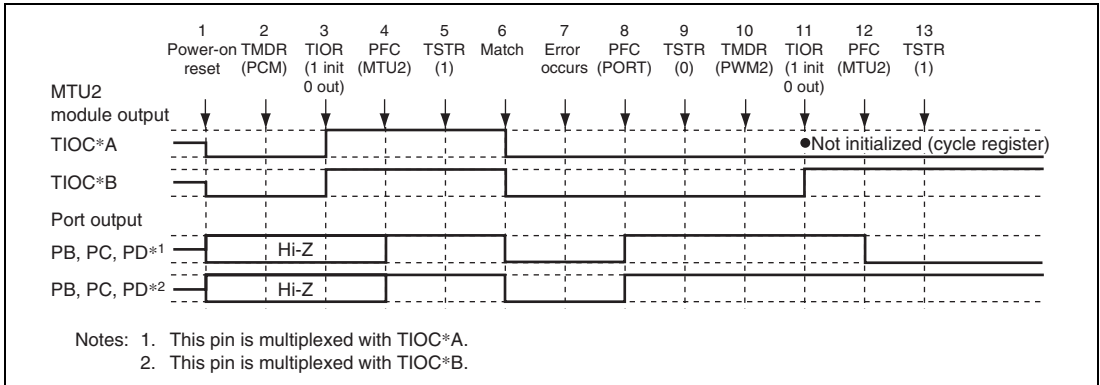 1 2 3 4 5 6 7 8 9 10 11 12 13
Power-on TMDR TIOR PFC TSTR Match Error PFC TSTR TMDR TIOR PFC TSTR
reset (PCM) (1 init (MTU2) (1) occurs (PORT) (0) (PWM2) (1 init (MTU2) (1)
0 out) 0 out)
MTU2
module output
TIOC*A
●Not initialized (cycle register)
TIOC*B
Port output
PB, PC, PD*1 Hi-Z
PB, PC, PD*2 Hi-Z
Notes: 1. This pin is multiplexed with TIOC*A.
2. This pin is multiplexed with TIOC*B.